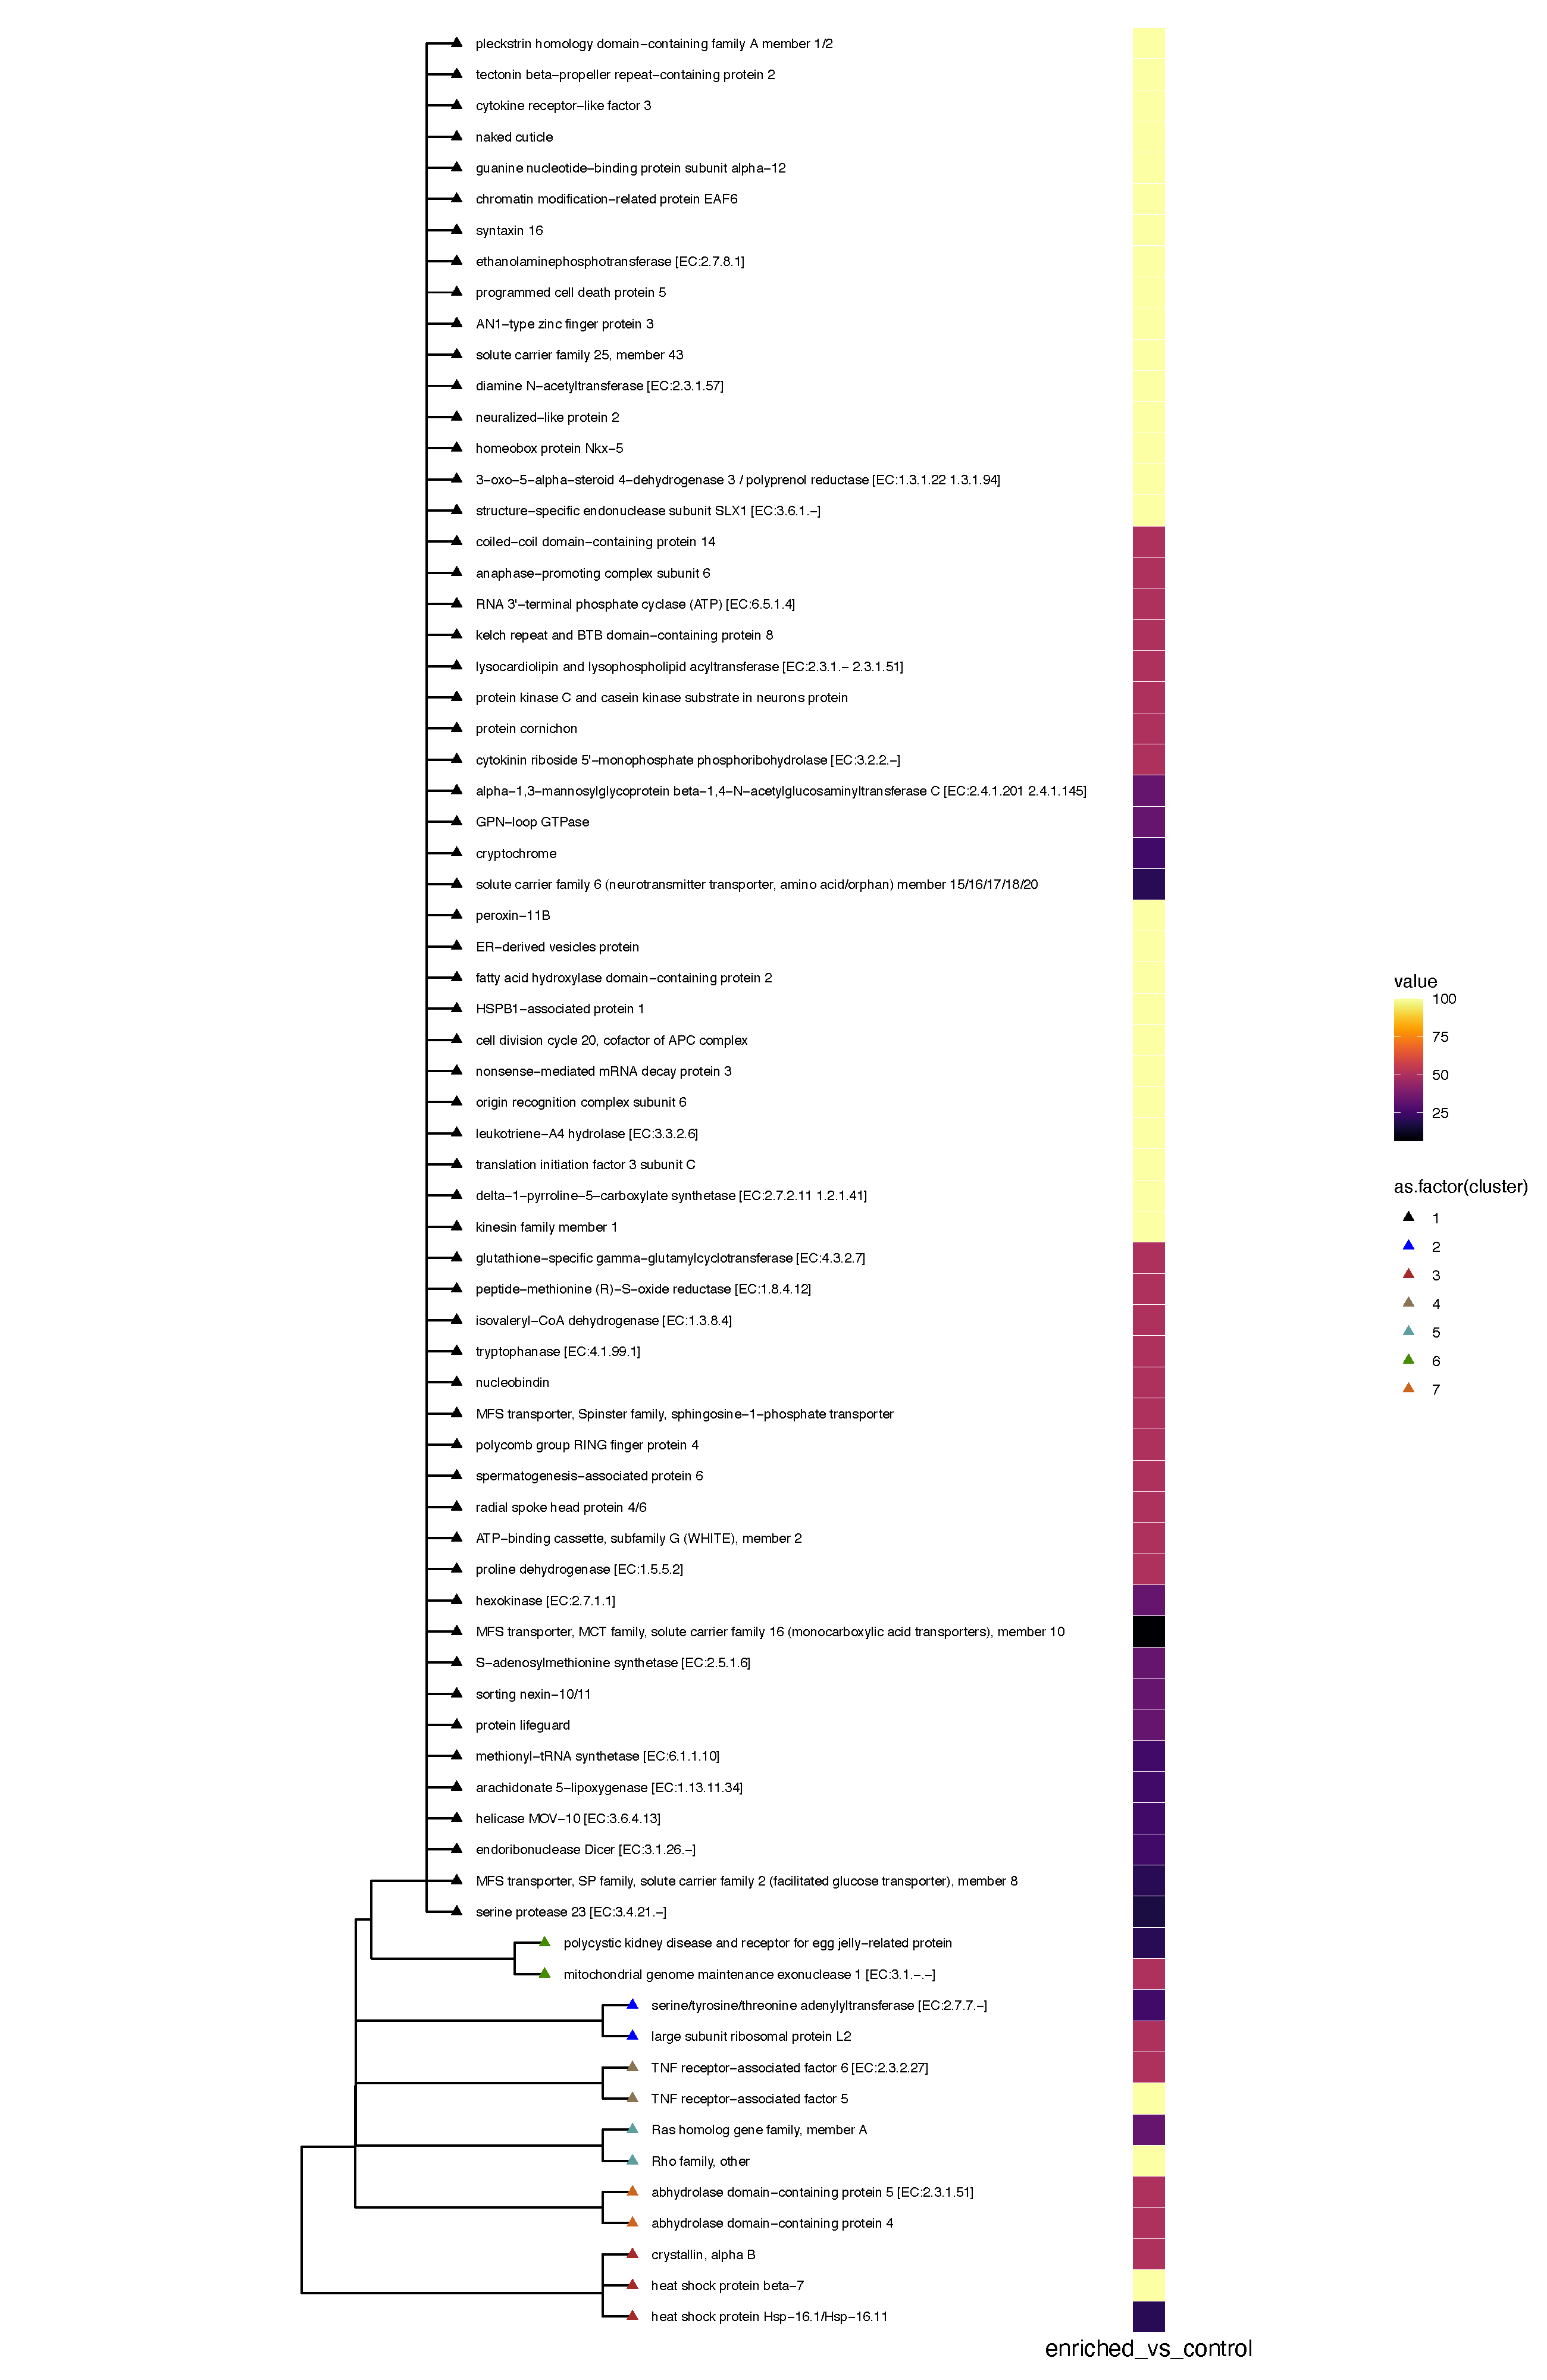 pleckstrin homology domain−containing family A member 1/2
tectonin beta−propeller repeat−containing protein 2
cytokine receptor−like factor 3
naked cuticle
guanine nucleotide−binding protein subunit alpha−12
chromatin modification−related protein EAF6
syntaxin 16
ethanolaminephosphotransferase [EC:2.7.8.1]
programmed cell death protein 5
AN1−type zinc finger protein 3
solute carrier family 25, member 43
diamine N−acetyltransferase [EC:2.3.1.57]
neuralized−like protein 2
homeobox protein Nkx−5
3−oxo−5−alpha−steroid 4−dehydrogenase 3 / polyprenol reductase [EC:1.3.1.22 1.3.1.94]
structure−specific endonuclease subunit SLX1 [EC:3.6.1.−]
coiled−coil domain−containing protein 14
anaphase−promoting complex subunit 6
RNA 3'−terminal phosphate cyclase (ATP) [EC:6.5.1.4]
kelch repeat and BTB domain−containing protein 8
lysocardiolipin and lysophospholipid acyltransferase [EC:2.3.1.− 2.3.1.51]
protein kinase C and casein kinase substrate in neurons protein
protein cornichon
cytokinin riboside 5'−monophosphate phosphoribohydrolase [EC:3.2.2.−]
alpha−1,3−mannosylglycoprotein beta−1,4−N−acetylglucosaminyltransferase C [EC:2.4.1.201 2.4.1.145]
GPN−loop GTPase
cryptochrome
solute carrier family 6 (neurotransmitter transporter, amino acid/orphan) member 15/16/17/18/20
peroxin−11B
ER−derived vesicles protein
fatty acid hydroxylase domain−containing protein 2
HSPB1−associated protein 1
cell division cycle 20, cofactor of APC complex
nonsense−mediated mRNA decay protein 3
origin recognition complex subunit 6
leukotriene−A4 hydrolase [EC:3.3.2.6]
translation initiation factor 3 subunit C
delta−1−pyrroline−5−carboxylate synthetase [EC:2.7.2.11 1.2.1.41]
kinesin family member 1
glutathione−specific gamma−glutamylcyclotransferase [EC:4.3.2.7]
peptide−methionine (R)−S−oxide reductase [EC:1.8.4.12]
isovaleryl−CoA dehydrogenase [EC:1.3.8.4]
tryptophanase [EC:4.1.99.1]
nucleobindin
MFS transporter, Spinster family, sphingosine−1−phosphate transporter
polycomb group RING finger protein 4
spermatogenesis−associated protein 6
radial spoke head protein 4/6
ATP−binding cassette, subfamily G (WHITE), member 2
proline dehydrogenase [EC:1.5.5.2]
hexokinase [EC:2.7.1.1]
MFS transporter, MCT family, solute carrier family 16 (monocarboxylic acid transporters), member 10
S−adenosylmethionine synthetase [EC:2.5.1.6]
sorting nexin−10/11
protein lifeguard
methionyl−tRNA synthetase [EC:6.1.1.10]
arachidonate 5−lipoxygenase [EC:1.13.11.34]
helicase MOV−10 [EC:3.6.4.13]
endoribonuclease Dicer [EC:3.1.26.−]
MFS transporter, SP family, solute carrier family 2 (facilitated glucose transporter), member 8
serine protease 23 [EC:3.4.21.−]
polycystic kidney disease and receptor for egg jelly−related protein
mitochondrial genome maintenance exonuclease 1 [EC:3.1.−.−]
serine/tyrosine/threonine adenylyltransferase [EC:2.7.7.−]
large subunit ribosomal protein L2
TNF receptor−associated factor 6 [EC:2.3.2.27]
TNF receptor−associated factor 5
Ras homolog gene family, member A
Rho family, other
abhydrolase domain−containing protein 5 [EC:2.3.1.51]
abhydrolase domain−containing protein 4
crystallin, alpha B
heat shock protein beta−7
heat shock protein Hsp−16.1/Hsp−16.11
enriched_vs_control
value
100
75
50
25
as.factor(cluster)
1
2
3
4
5
6
7